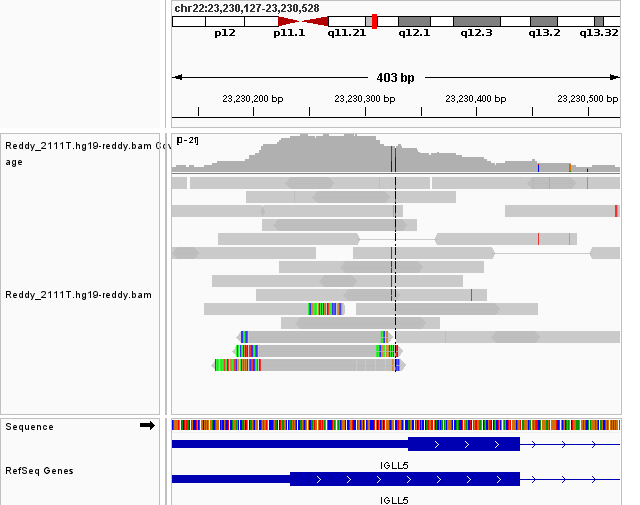 chr22:23,230,127-23,230,528
p12 p11.1 q11.21 q12.1 q12.3 q13.2 q13.32
403 bp
23,230,200 bp 23,230,300 bp 23,230,400 bp 23,230,500 bp
Reddy_2111T.hg19-reddy.bam Cov
age
[0-21]
Reddy_2111T.hg19-reddy.bam
Sequence
IGLL5
RefSeq Genes
IGLL5